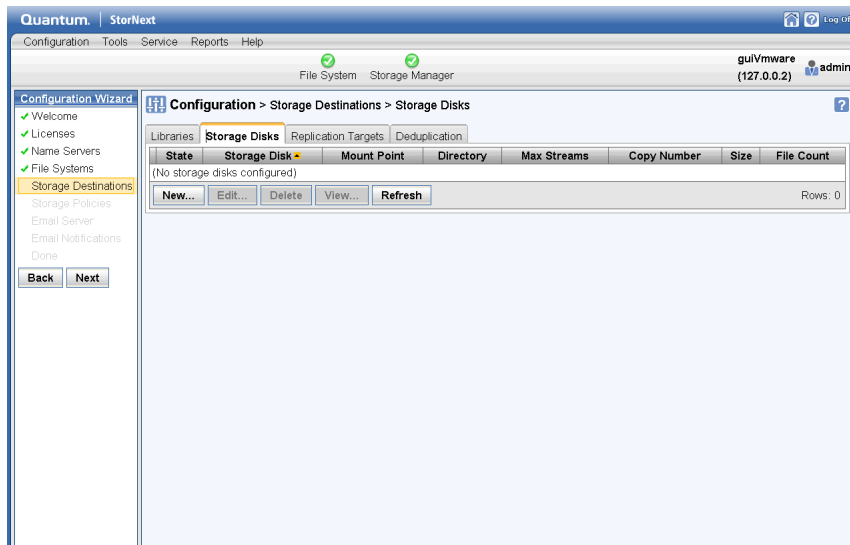 Quantum. StorNext
Log Of
Configuration Tools Service Reports Help
File System Storage Manager
guiVmware
(127.0.0.2)
admin
Configuration Wizard
Welcome
Licenses
Name Servers
File Systems
Storage Destinations
Storage Policies
Email Server
Email Notifications
Done
Back Next
Configuration > Storage Destinations > Storage Disks
Libraries Storage Disks Replication Targets Deduplication
State Storage Disk Mount Point Directory Max Streams Copy Number Size File Count
(No storage disks configured)
New... Edit... Delete View... Refresh Rows: 0